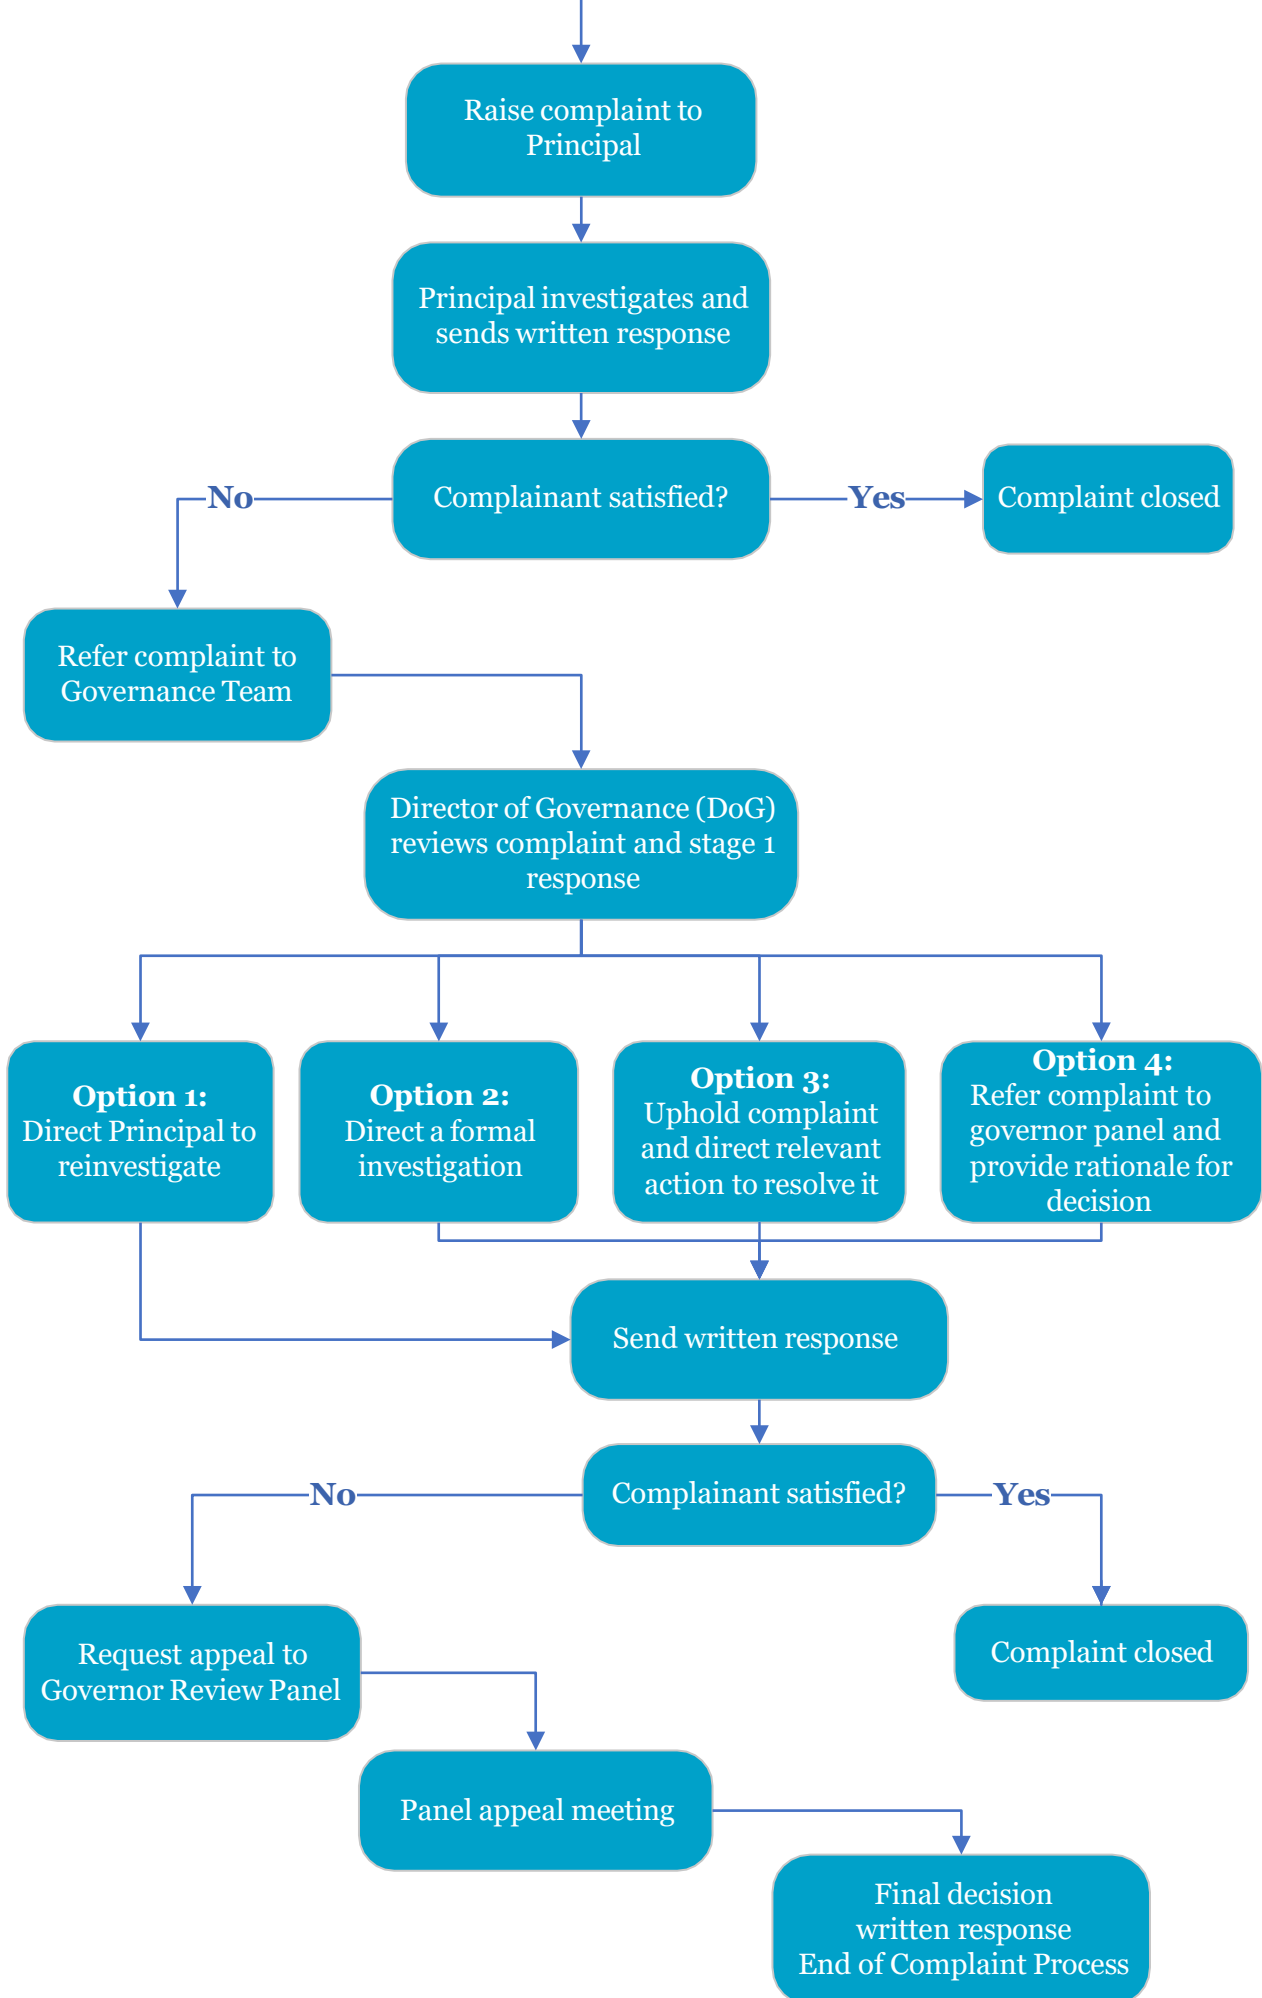 Raise complaint to
Principal
Principal investigates and
sends written response
No
Complainant satisfied?
Yes
Complaint closed
Refer complaint to
Governance Team
Director of Governance (DoG)
reviews complaint and stage 1
response
Option 1:
Direct Principal to
reinvestigate
Option 2:
Direct a formal
investigation
Option 3:
Uphold complaint
and direct relevant
action to resolve it
Option 4:
Refer complaint to
governor panel and
provide rationale for
decision
Send written response
No
Complainant satisfied?
Yes
Request appeal to
Governor Review Panel
Complaint closed
Panel appeal meeting
Final decision
written response
End of Complaint Process